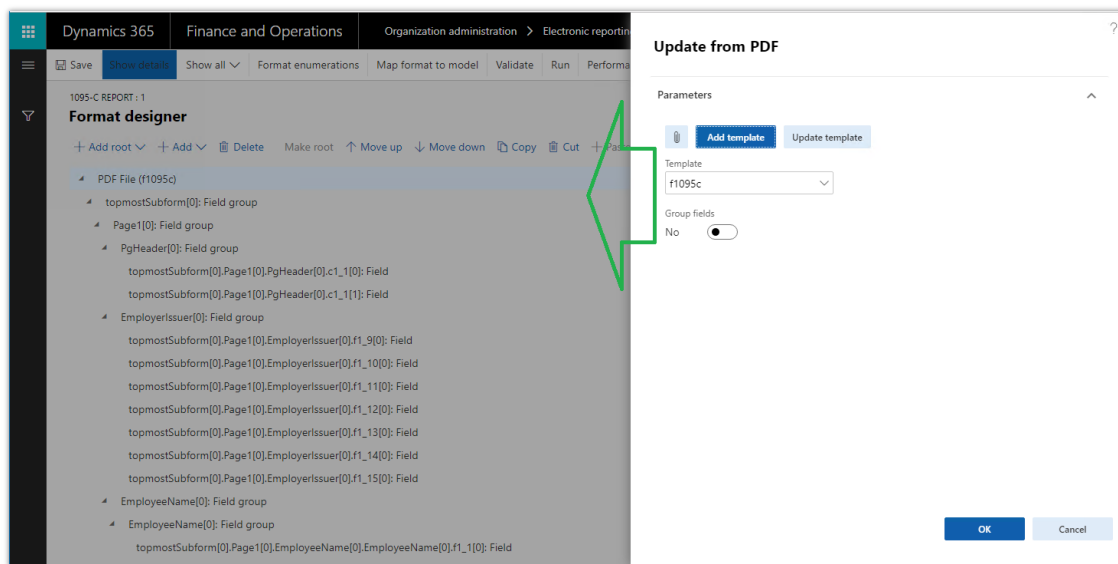 Dynamics 365 Finance and Operations Organization administration > Electronic reportin
Save Show details Show all Format enumerations Map format to model Validate Run Performa
1095-C REPORT : 1
Format designer
+ Add root + Add Delete Make root ↑ Move up ↓ Move down Copy Cut + Paste
PDF File (f1095c)
topmostSubform[0]: Field group
Page1[0]: Field group
PgHeader[0]: Field group
topmostSubform[0].Page1[0].PgHeader[0].c1_1[0]: Field
topmostSubform[0].Page1[0].PgHeader[0].c1_1[1]: Field
EmployerIssuer[0]: Field group
topmostSubform[0].Page1[0].EmployerIssuer[0].f1_9[0]: Field
topmostSubform[0].Page1[0].EmployerIssuer[0].f1_10[0]: Field
topmostSubform[0].Page1[0].EmployerIssuer[0].f1_11[0]: Field
topmostSubform[0].Page1[0].EmployerIssuer[0].f1_12[0]: Field
topmostSubform[0].Page1[0].EmployerIssuer[0].f1_13[0]: Field
topmostSubform[0].Page1[0].EmployerIssuer[0].f1_14[0]: Field
topmostSubform[0].Page1[0].EmployerIssuer[0].f1_15[0]: Field
EmployeeName[0]: Field group
EmployeeName[0]: Field group
topmostSubform[0].Page1[0].EmployeeName[0].EmployeeName[0].f1_1[0]: Field
?
Update from PDF
Parameters
Add template Update template
Template
f1095c
Group fields
No
OK Cancel